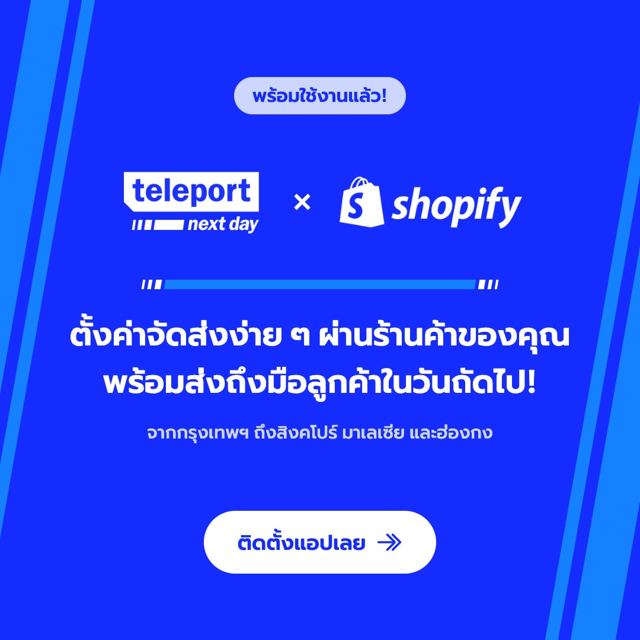 พร้อมใช้งานแล้ว!
teleport
next day
×
shopify
ตั้งค่าจัดส่งง่าย ๆ ผ่านร้านค้าของคุณ
พร้อมส่งถึงมือลูกค้าในวันถัดไป!
จากกรุงเทพฯ ถึงสิงคโปร์ มาเลเซีย และฮ่องกง
ติดตั้งแอปเลย